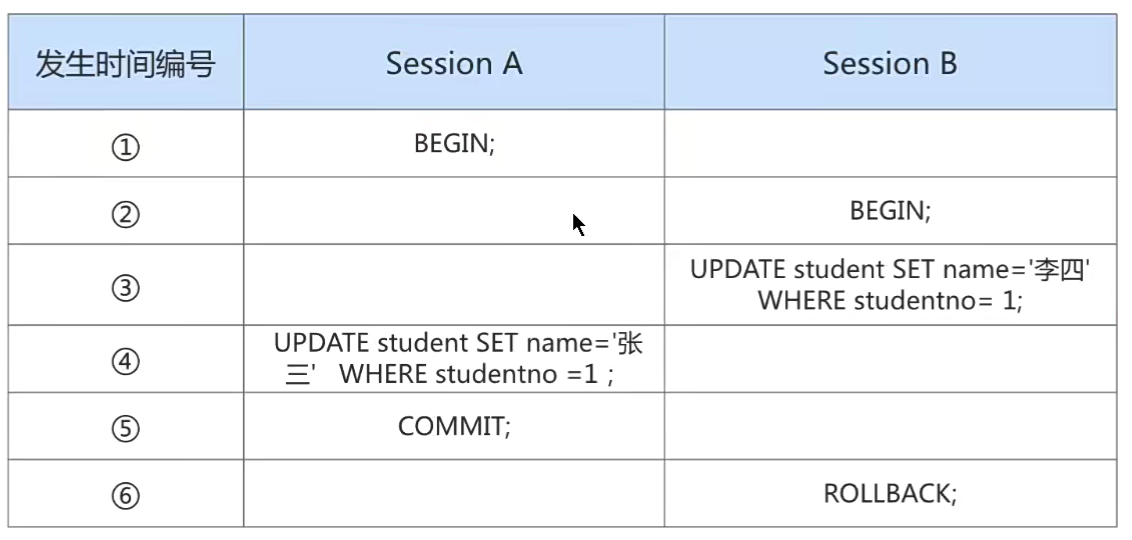 发生时间编号 Session A Session B
① BEGIN;
② BEGIN;
③ UPDATE student SET name='李四'
WHERE studentno= 1;
④ UPDATE student SET name='张
三' WHERE studentno =1 ;
⑤ COMMIT;
⑥ ROLLBACK;